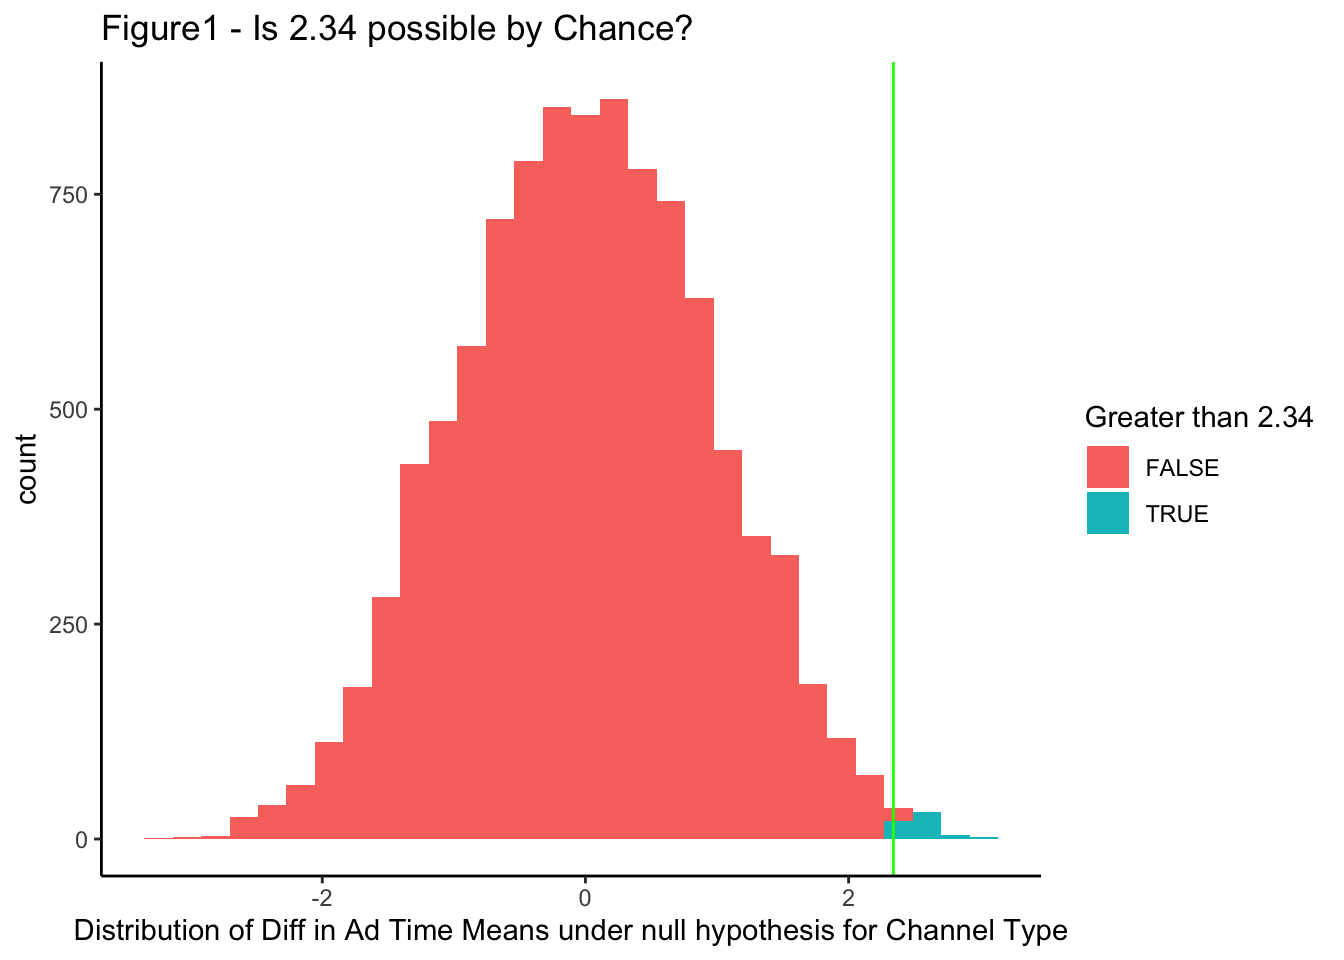 Figure1 - Is 2.34 possible by Chance?
count
750
500
250
0
-2
0
2
Distribution of Diff in Ad Time Means under null hypothesis for Channel Type
Greater than 2.34
FALSE
TRUE